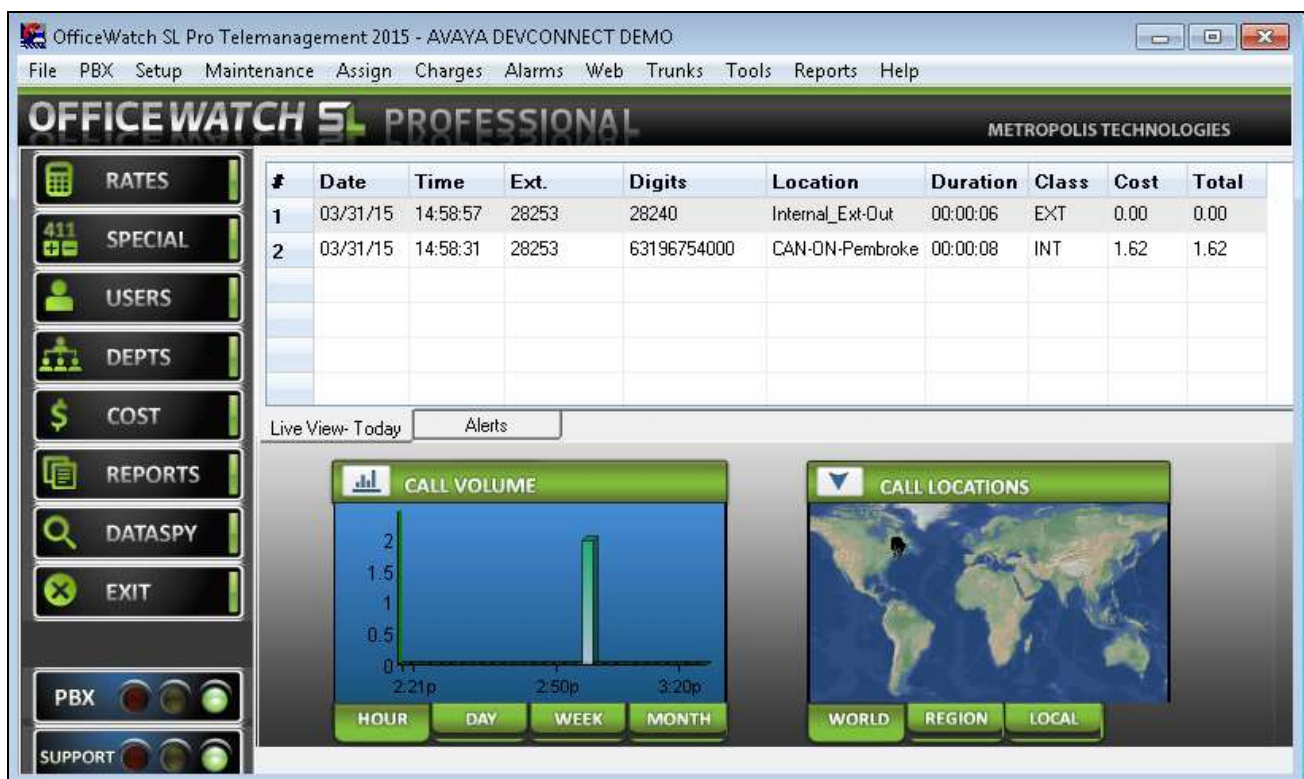 OfficeWatch SL Pro Telemanagement 2015 - AVAYA DEVCONNECT DEMO
File PBX Setup Maintenance Assign Charges Alarms Web Trunks Tools Reports Help
OFFICEWATCH SL PROFESSIONAL METROPOLIS TECHNOLOGIES
RATES
411 SPECIAL
USERS
DEPTS
$ COST
REPORTS
DATASPY
EXIT
PBX
SUPPORT
# Date Time Ext. Digits Location Duration Class Cost Total
1 03/31/15 14:58:57 28253 28240 Internal_Ext-Out 00:00:06 EXT 0.00 0.00
2 03/31/15 14:58:31 28253 63196754000 CAN-ON-Pembroke 00:00:08 INT 1.62 1.62
Live View- Today Alerts
CALL VOLUME
2
1.5
1
0.5
0
2:21p 2:50p 3:20p
HOUR DAY WEEK MONTH
CALL LOCATIONS
WORLD REGION LOCAL